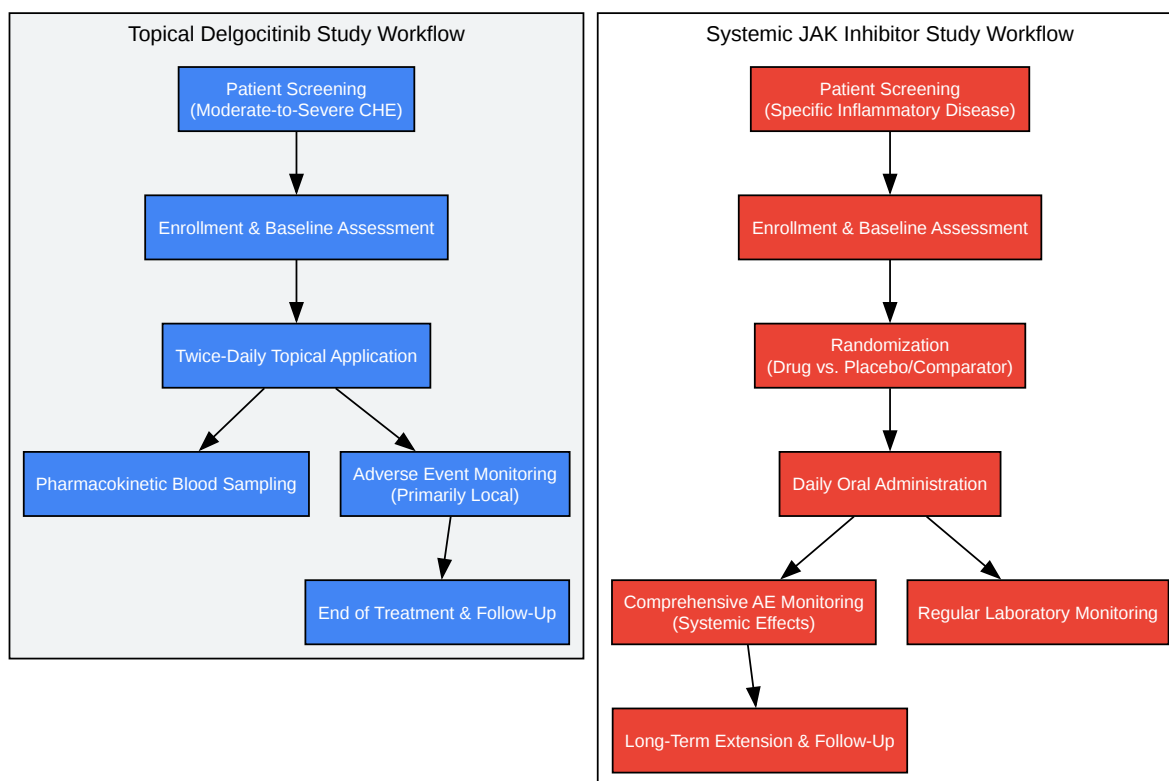 Topical Delgocitinib Study Workflow
Patient Screening
(Moderate-to-Severe CHE)
Enrollment & Baseline Assessment
Twice-Daily Topical Application
Pharmacokinetic Blood Sampling
Adverse Event Monitoring
(Primarily Local)
End of Treatment & Follow-Up
Systemic JAK Inhibitor Study Workflow
Patient Screening
(Specific Inflammatory Disease)
Enrollment & Baseline Assessment
Randomization
(Drug vs. Placebo/Comparator)
Daily Oral Administration
Comprehensive AE Monitoring
(Systemic Effects)
Regular Laboratory Monitoring
Long-Term Extension & Follow-Up